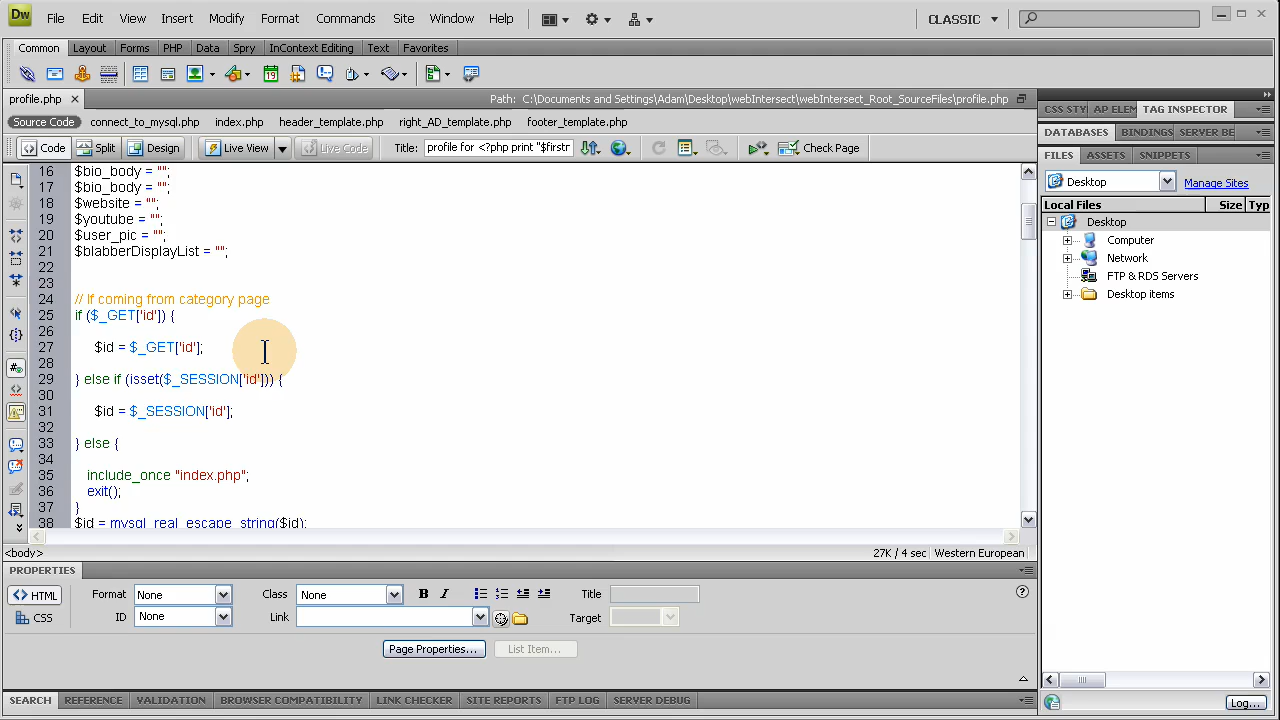 Dw File Edit View Insert Modify Format Commands Site Window Help CLASSIC
Common Layout Forms PHP Data Spry InContext Editing Text Favorites
profile.php Path: C:\Documents and Settings\Adam\Desktop\webIntersect\webIntersect_Root_SourceFiles\profile.php
Source Code connect_to_mysql.php index.php header_template.php right_AD_template.php footer_template.php
Code Split Design Live View Live Code Title: profile for <?php print "$firstr Check Page
16 $bio_body = "";
17 $bio_body = "";
18 $website = "";
19 $youtube = "";
20 $user_pic = "";
21 $blabberDisplayList = "";
22
23
24 // If coming from category page
25 if ($_GET['id']) {
26
27 $id = $_GET['id'];
28
29 } else if (isset($_SESSION['id'])) {
30
31 $id = $_SESSION['id'];
32
33 } else {
34
35 include_once "index.php";
36 exit();
37 }
38 $id = mysql_real_escape_string($id);
<body> 27K / 4 sec Western European
PROPERTIES
HTML Format None Class None B I Title
CSS ID None Link Target
Page Properties... List Item...
SEARCH REFERENCE VALIDATION BROWSER COMPATIBILITY LINK CHECKER SITE REPORTS FTP LOG SERVER DEBUG
CSS STY AP ELEM TAG INSPECTOR
DATABASES BINDINGS SERVER BE
FILES ASSETS SNIPPETS
Desktop Manage Sites
Local Files Size Typ
Desktop
Computer
Network
FTP & RDS Servers
Desktop items
Log...